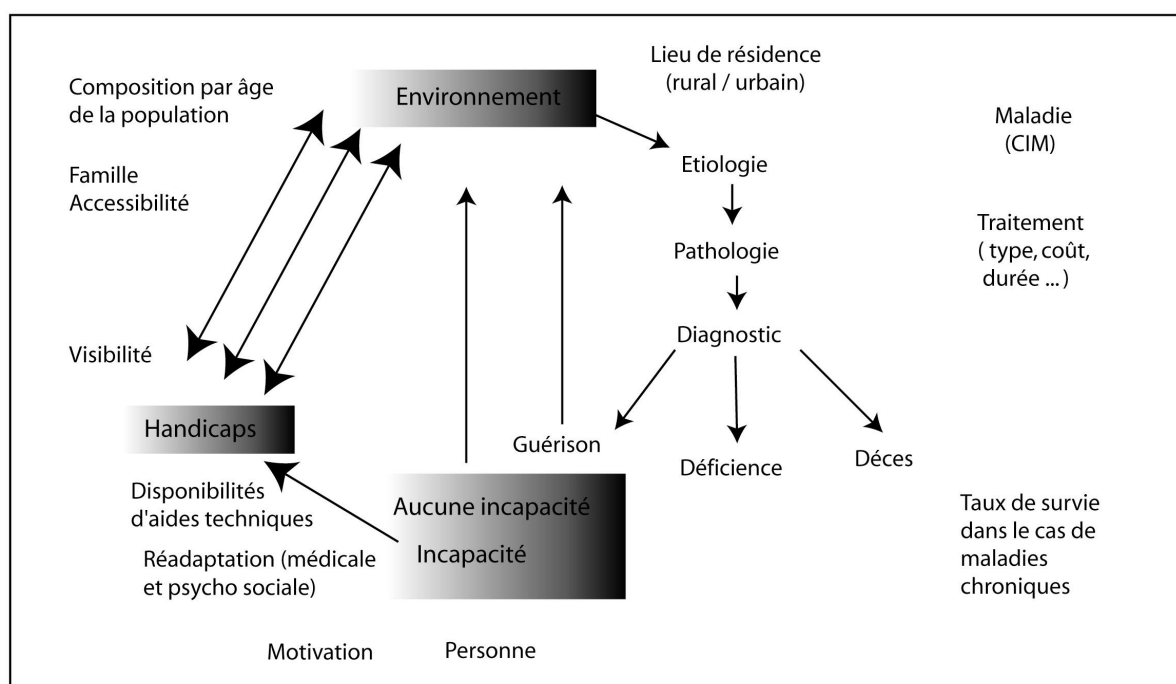 Lieu de résidence
(rural / urbain)
Composition par âge
de la population
Environnement
Maladie
(CIM)
Etiologie
Famille
Accessibilité
Traitement
( type, coût,
durée ... )
Pathologie
Diagnostic
Visibilité
Handicaps
Guérison
Déficience
Déces
Disponibilités
d'aides techniques
Aucune incapacité
Incapacité
Réadaptation (médicale
et psycho sociale)
Taux de survie
dans le cas de
maladies
chroniques
Motivation
Personne